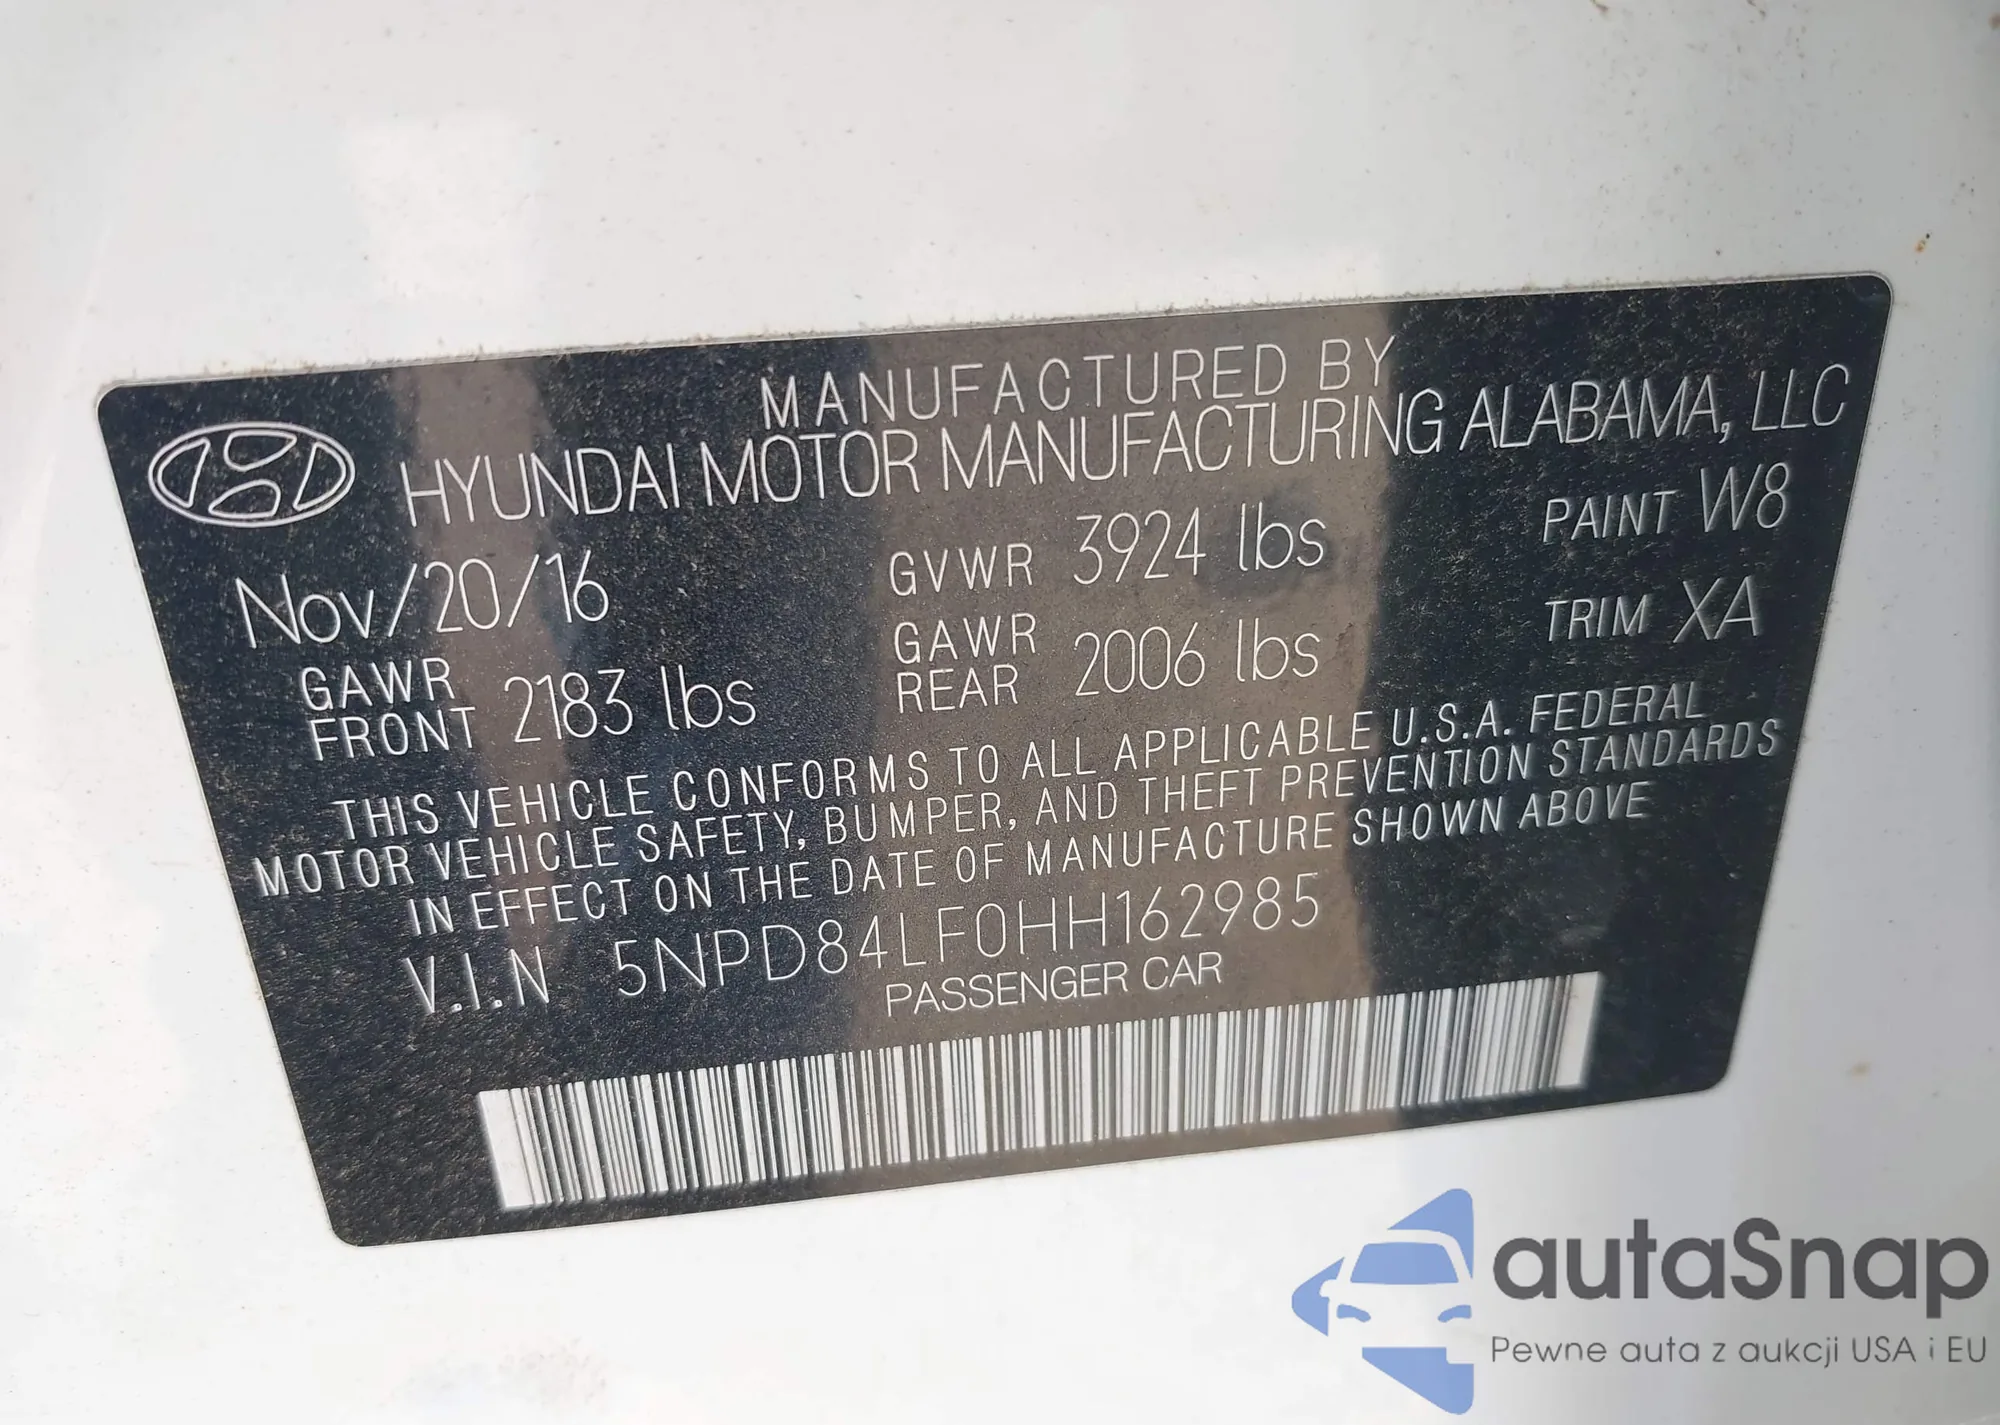 MANUFACTURED BY
HYUNDAI MOTOR MANUFACTURING ALABAMA, LLC
Nov/20/16 GVWR 3924 lbs PAINT W8
GAWR FRONT 2183 lbs GAWR REAR 2006 lbs TRIM XA
THIS VEHICLE CONFORMS TO ALL APPLICABLE U.S.A. FEDERAL
MOTOR VEHICLE SAFETY, BUMPER, AND THEFT PREVENTION STANDARDS
IN EFFECT ON THE DATE OF MANUFACTURE SHOWN ABOVE
V.I.N 5NPD84LF0HH162985
PASSENGER CAR
autaSnap
Pewne auta z aukcji USA i EU